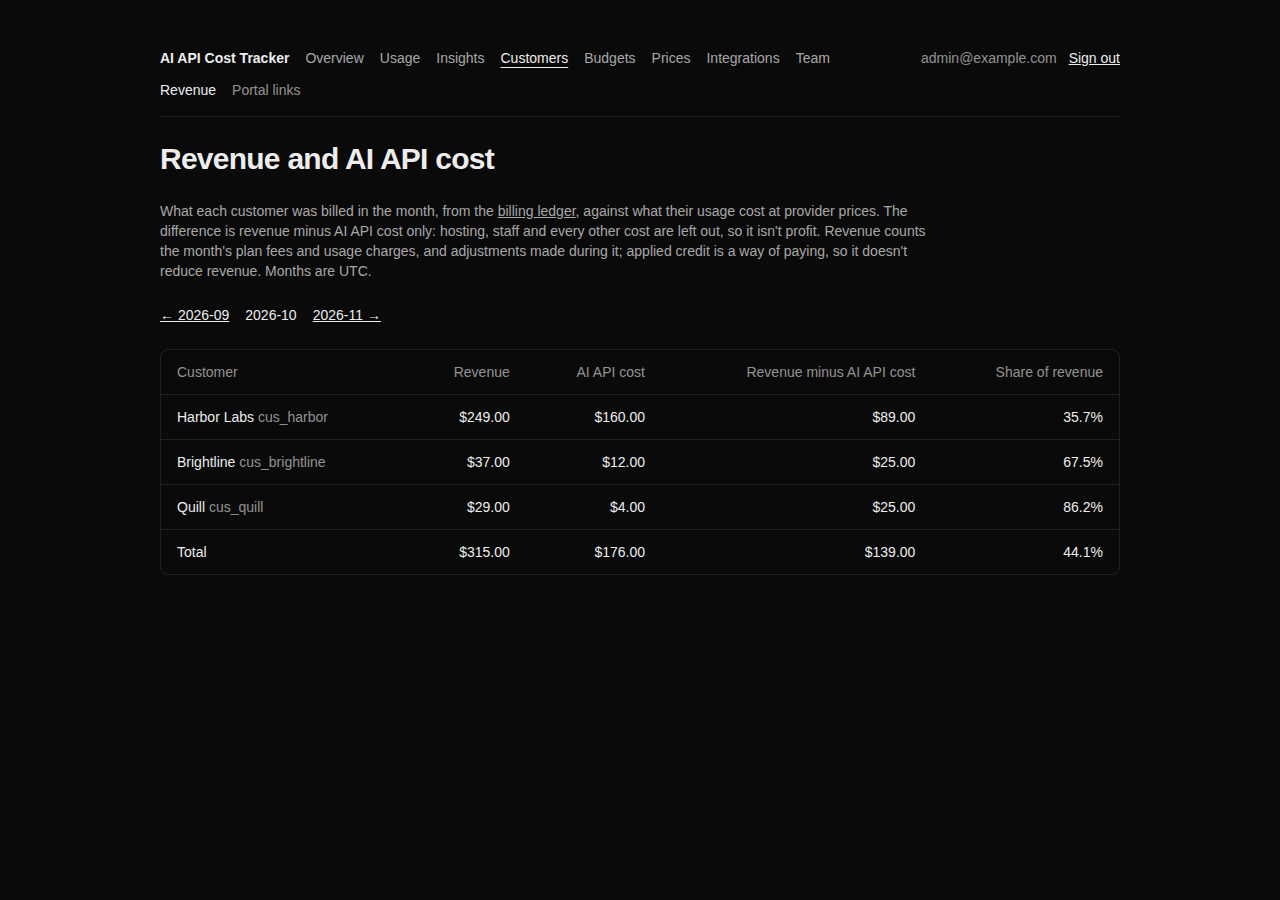 AI API Cost Tracker Overview Usage Insights Customers Budgets Prices Integrations Team admin@example.com Sign out
Revenue Portal links
Revenue and AI API cost
What each customer was billed in the month, from the billing ledger, against what their usage cost at provider prices. The
difference is revenue minus AI API cost only: hosting, staff and every other cost are left out, so it isn't profit. Revenue counts
the month's plan fees and usage charges, and adjustments made during it; applied credit is a way of paying, so it doesn't
reduce revenue. Months are UTC.
← 2026-09 2026-10 2026-11 →
Customer Revenue AI API cost Revenue minus AI API cost Share of revenue
Harbor Labs cus_harbor $249.00 $160.00 $89.00 35.7%
Brightline cus_brightline $37.00 $12.00 $25.00 67.5%
Quill cus_quill $29.00 $4.00 $25.00 86.2%
Total $315.00 $176.00 $139.00 44.1%